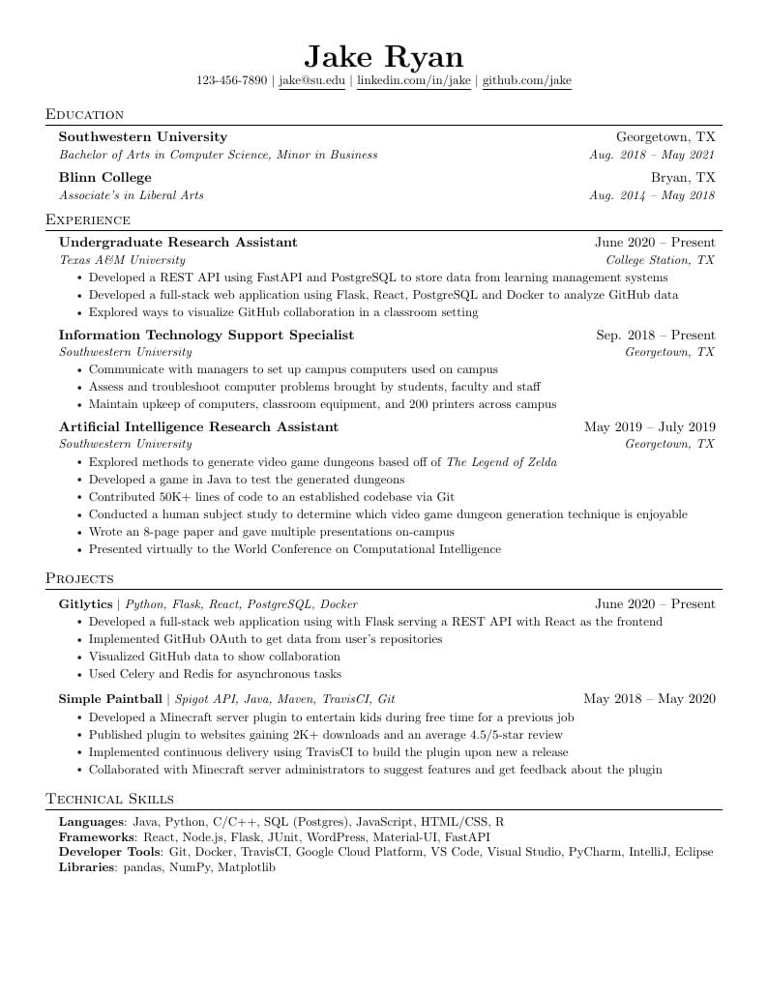 Jake Ryan
123-456-7890 | jake@su.edu | linkedin.com/in/jake | github.com/jake
Education
Southwestern University Georgetown, TX
Bachelor of Arts in Computer Science, Minor in Business Aug. 2018 – May 2021
Blinn College Bryan, TX
Associate's in Liberal Arts Aug. 2014 – May 2018
Experience
Undergraduate Research Assistant June 2020 – Present
Texas A&M University College Station, TX
• Developed a REST API using FastAPI and PostgreSQL to store data from learning management systems
• Developed a full-stack web application using Flask, React, PostgreSQL and Docker to analyze GitHub data
• Explored ways to visualize GitHub collaboration in a classroom setting
Information Technology Support Specialist Sep. 2018 – Present
Southwestern University Georgetown, TX
• Communicate with managers to set up campus computers used on campus
• Assess and troubleshoot computer problems brought by students, faculty and staff
• Maintain upkeep of computers, classroom equipment, and 200 printers across campus
Artificial Intelligence Research Assistant May 2019 – July 2019
Southwestern University Georgetown, TX
• Explored methods to generate video game dungeons based off of The Legend of Zelda
• Developed a game in Java to test the generated dungeons
• Contributed 50K+ lines of code to an established codebase via Git
• Conducted a human subject study to determine which video game dungeon generation technique is enjoyable
• Wrote an 8-page paper and gave multiple presentations on-campus
• Presented virtually to the World Conference on Computational Intelligence
Projects
Gitlytics | Python, Flask, React, PostgreSQL, Docker June 2020 – Present
• Developed a full-stack web application using with Flask serving a REST API with React as the frontend
• Implemented GitHub OAuth to get data from user's repositories
• Visualized GitHub data to show collaboration
• Used Celery and Redis for asynchronous tasks
Simple Paintball | Spigot API, Java, Maven, TravisCI, Git May 2018 – May 2020
• Developed a Minecraft server plugin to entertain kids during free time for a previous job
• Published plugin to websites gaining 2K+ downloads and an average 4.5/5-star review
• Implemented continuous delivery using TravisCI to build the plugin upon new a release
• Collaborated with Minecraft server administrators to suggest features and get feedback about the plugin
Technical Skills
Languages: Java, Python, C/C++, SQL (Postgres), JavaScript, HTML/CSS, R
Frameworks: React, Node.js, Flask, JUnit, WordPress, Material-UI, FastAPI
Developer Tools: Git, Docker, TravisCI, Google Cloud Platform, VS Code, Visual Studio, PyCharm, IntelliJ, Eclipse
Libraries: pandas, NumPy, Matplotlib